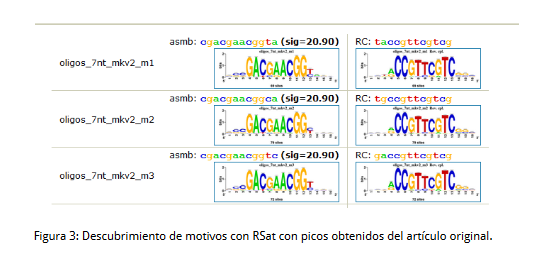 asmb: cgacgaacggta (sig=20.90) RC: taccgttcgtcg
oligos_7nt_mkv2_m1
asmb: cgacgaacggca (sig=20.90) RC: tgccgttcgtcg
oligos_7nt_mkv2_m2
asmb: cgacgaacggtc (sig=20.90) RC: gaccgttcgtcg
oligos_7nt_mkv2_m3
Figura 3: Descubrimiento de motivos con RSat con picos obtenidos del artículo original.